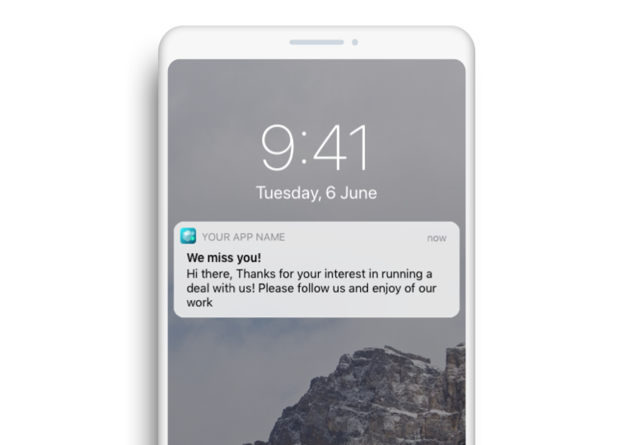 9:41
Tuesday, 6 June
YOUR APP NAME
now
We miss you!
Hi there, Thanks for your interest in running a
deal with us! Please follow us and enjoy of our
work